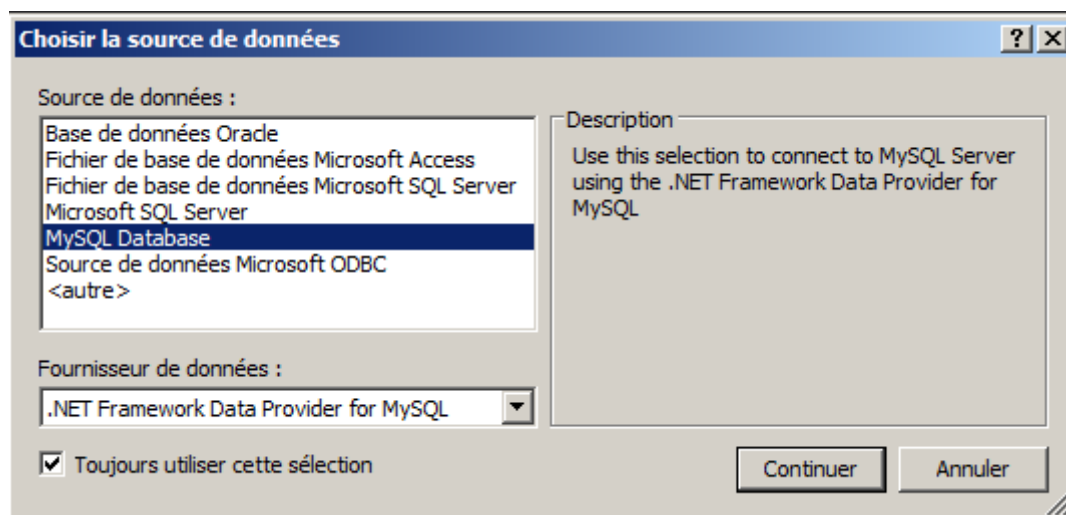 Choisir la source de données
Source de données :
Base de données Oracle
Fichier de base de données Microsoft Access
Fichier de base de données Microsoft SQL Server
Microsoft SQL Server
MySQL Database
Source de données Microsoft ODBC
<autre>
Description
Use this selection to connect to MySQL Server
using the .NET Framework Data Provider for
MySQL
Fournisseur de données :
.NET Framework Data Provider for MySQL
Toujours utiliser cette sélection
Continuer
Annuler